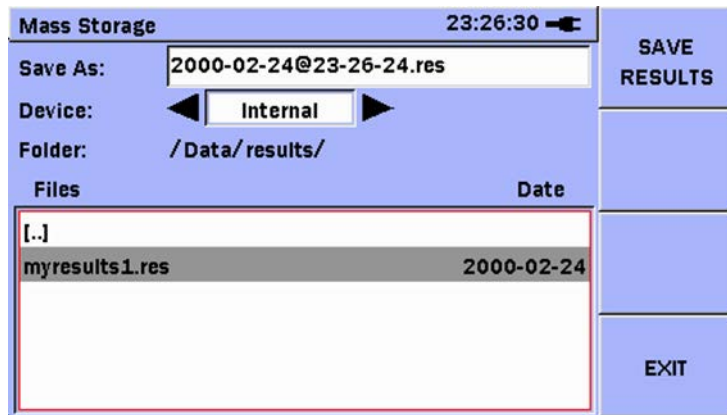 Mass Storage 23:26:30
Save As: 2000-02-24@23-26-24.res
Device: Internal
Folder: /Data/results/
Files Date
[..]
myresults1.res 2000-02-24
SAVE
RESULTS
EXIT